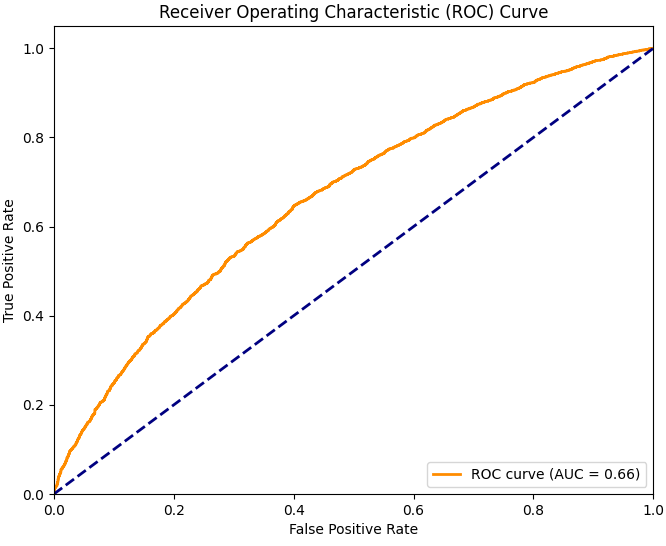 Receiver Operating Characteristic (ROC) Curve
True Positive Rate
1.0
0.8
0.6
0.4
0.2
0.0
ROC curve (AUC = 0.66)
0.0 0.2 0.4 0.6 0.8 1.0
False Positive Rate